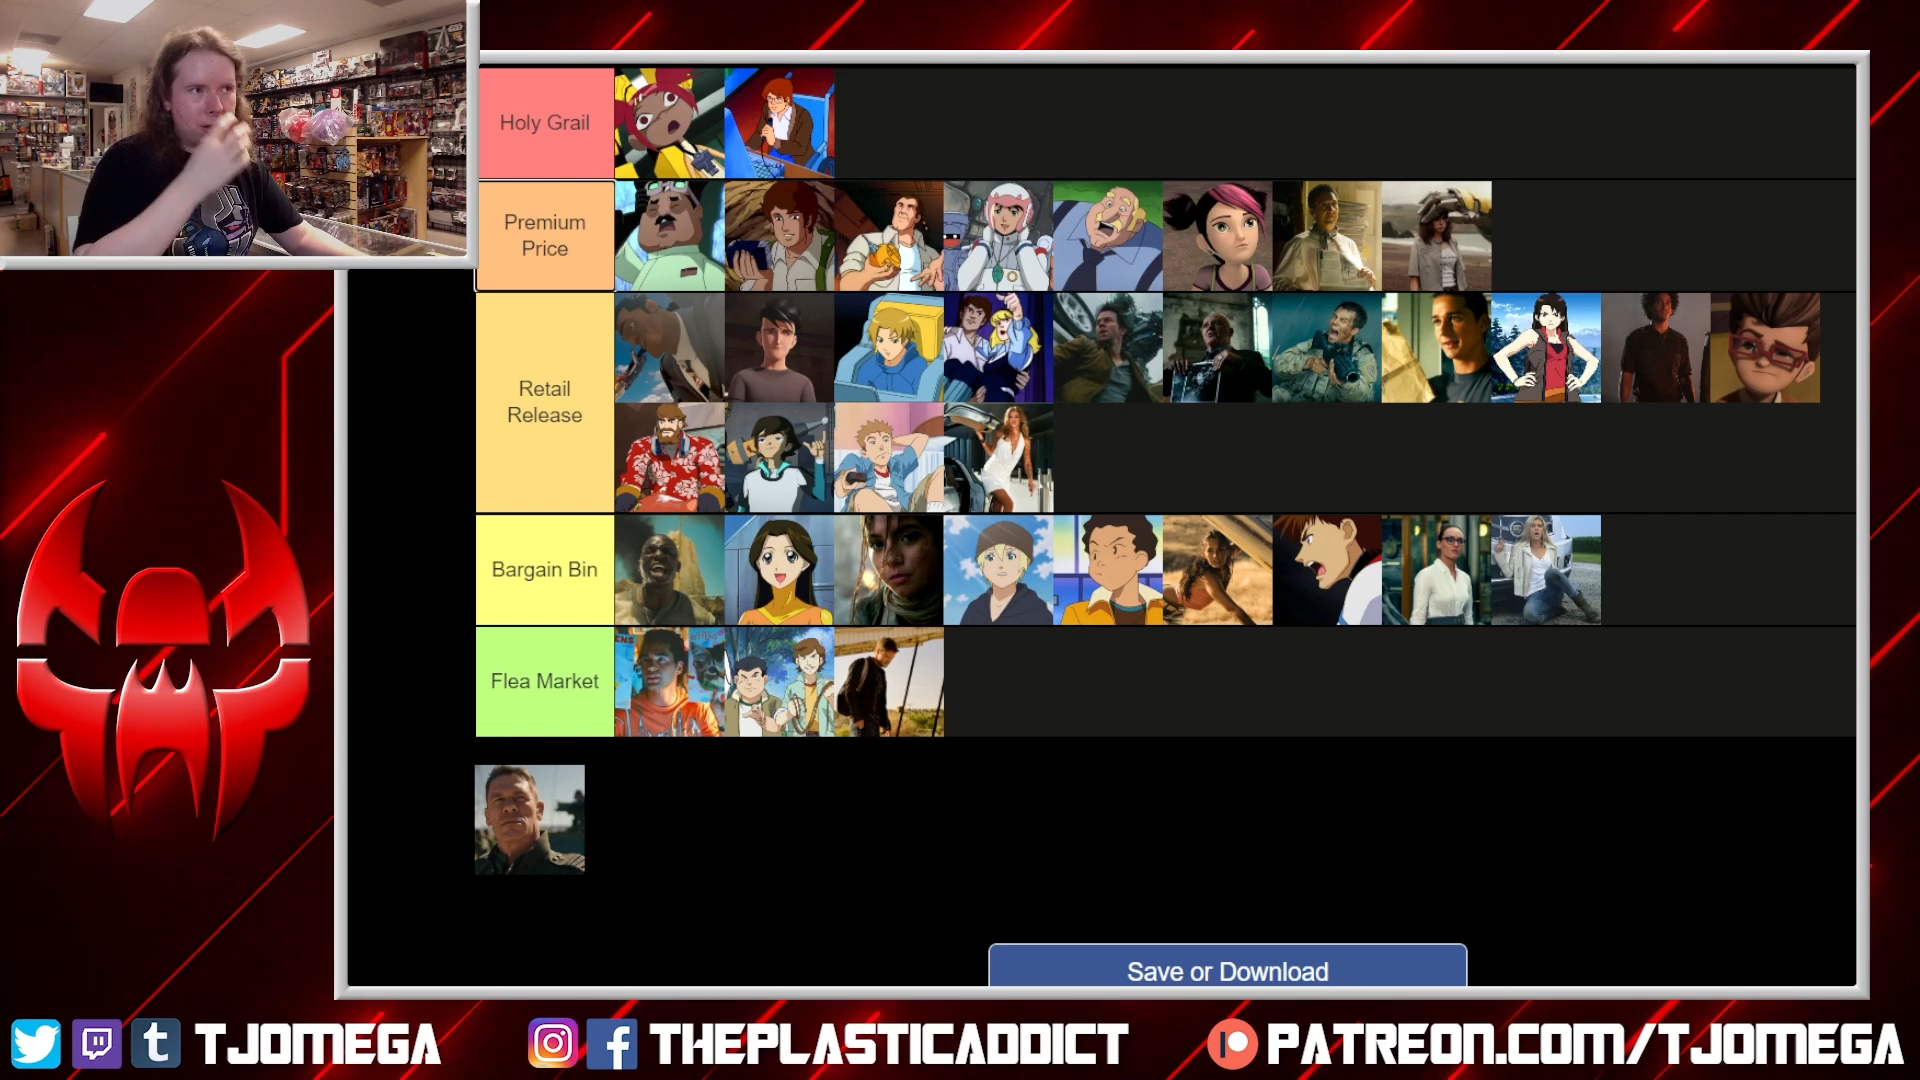 Holy Grail
Premium
Price
Retail
Release
Bargain Bin
Flea Market
Save or Download
TJOMEGA
THEPLASTICADDICT
PATREON.COM/TJOMEGA